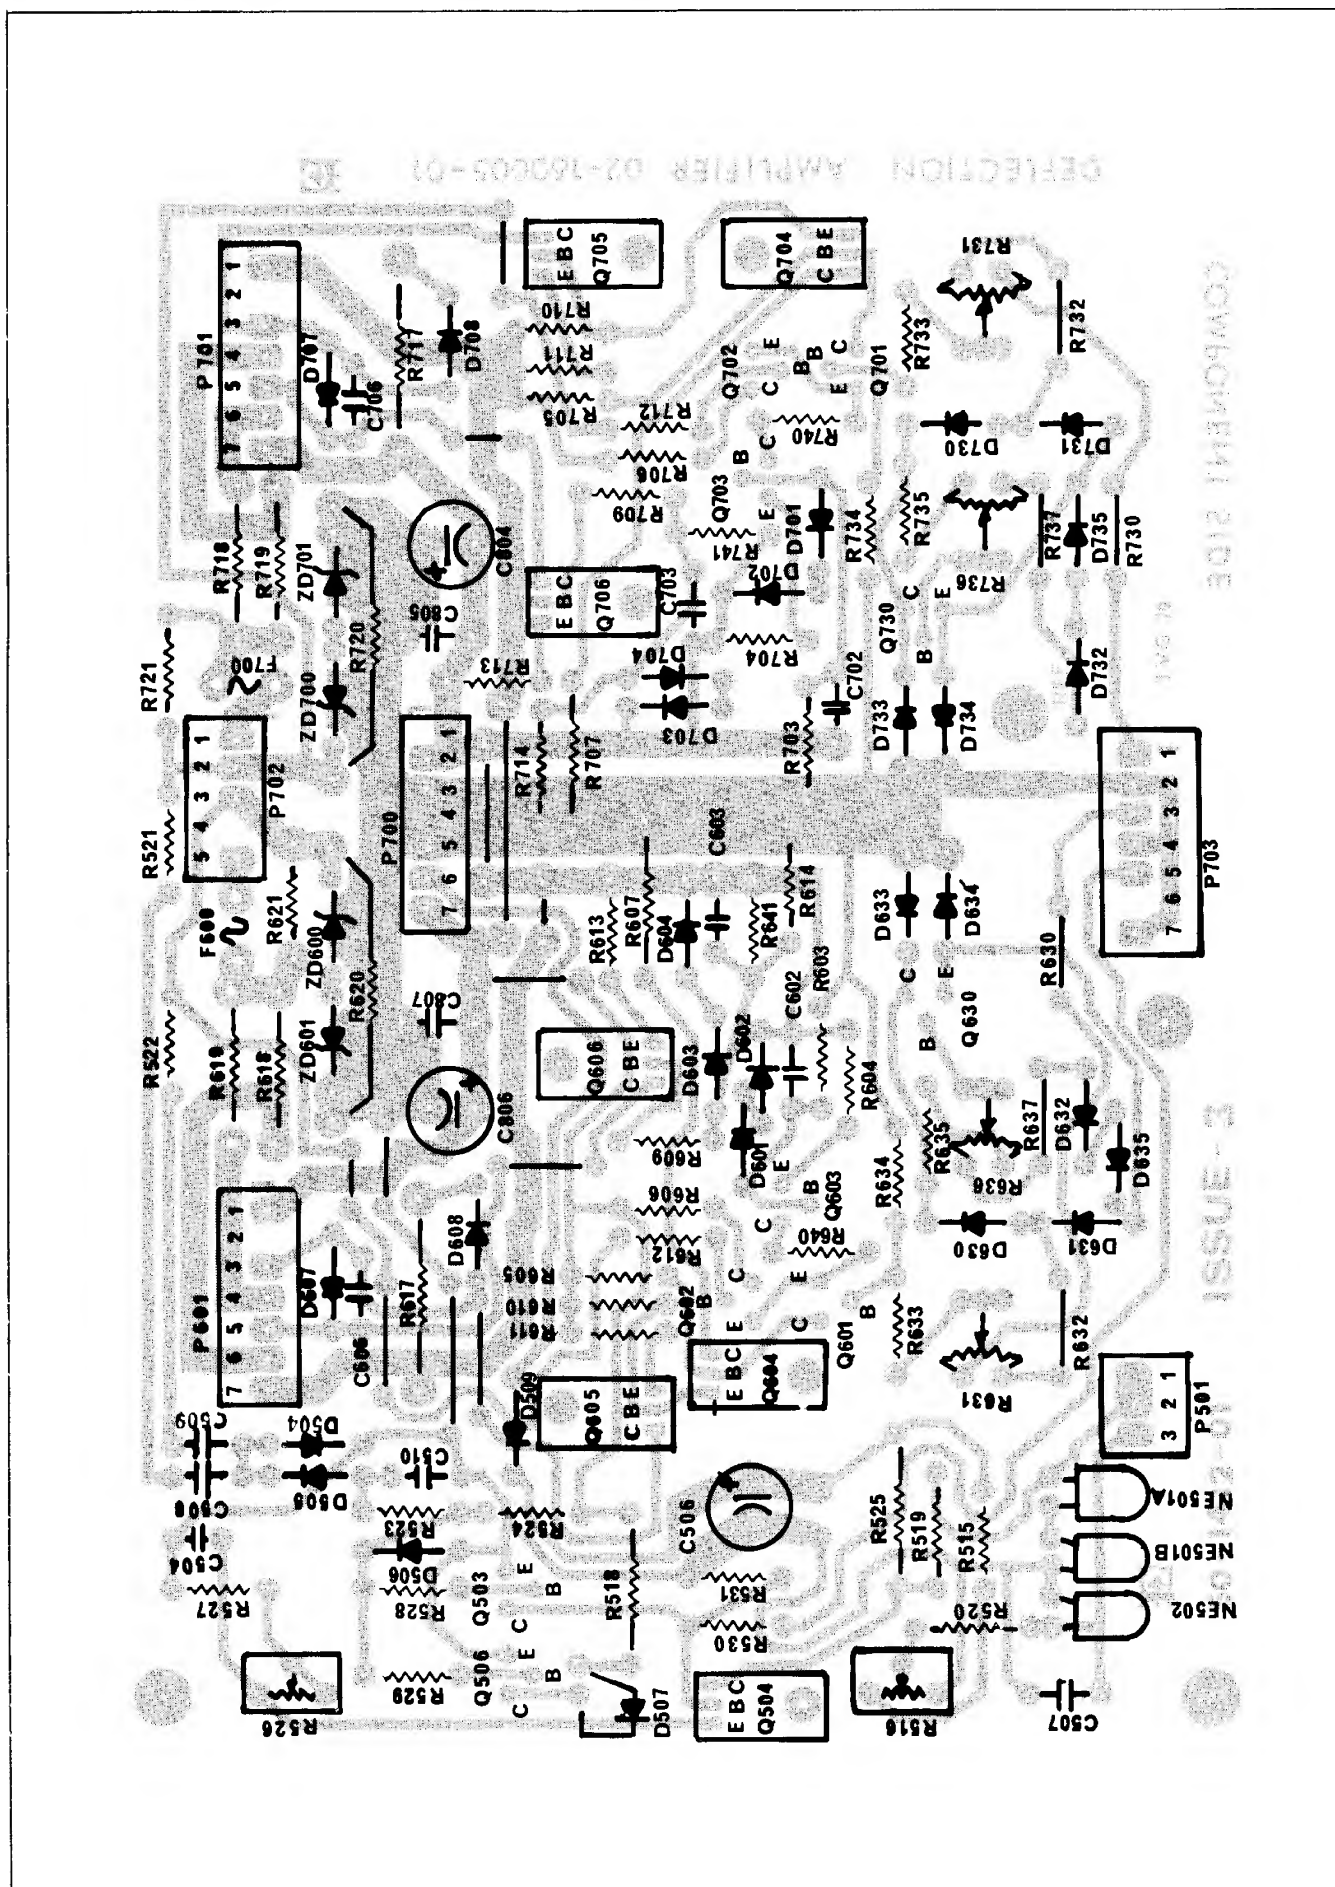 DEFLECTION AMPLIFIER 02-160005-01
COMPONENT SIDE
ISSUE-3
P701
1 2 3 4 5 6 7
D707
C706
R717
D708
E B C
Q705
R710
R711
R705
R712
R706
R709
C B E
Q704
Q702
C E
B
B
E C
Q701
R740
R733
R731
R732
D730
D731
R718
R719
ZD701
C804
Q703
B C
E
R741
D701
D702
R734
R735
R736
R737
D735
R730
R721
F700
ZD700
R720
C805
R713
E B C
Q706
C703
D704
D703
R704
C702
R703
Q730
C
B
E
D733
D734
D732
P702
1 2 3 4 5
R521
P700
1 2 3 4 5 6 7
R714
R707
P703
1 2 3 4 5 6 7
F600
R621
ZD600
R620
R613
R607
D604
C603
R641
R614
D633
D634
R630
R522
R619
R618
ZD601
C807
C806
Q606
C B E
D603
D602
C602
R603
R604
C
E
B
Q630
R609
D601
R606
R612
E
B
C
Q603
R640
R634
R635
R636
R637
D632
D635
D630
D631
P601
1 2 3 4 5 6 7
D607
C606
R617
D608
R605
R610
R611
Q602
C
B
E
E
C
B
Q601
E B C
Q604
R633
R631
R632
P501
3 2 1
C509
C508
C504
D504
D505
C510
D509
Q605
C B E
R523
R524
C506
R525
R519
R515
NE501A
NE501B
NE502
R527
D506
R528
Q503
E
B
C
R518
R531
R530
R520
R526
R529
Q506
E
B
C
D507
E B C
Q504
R516
C507